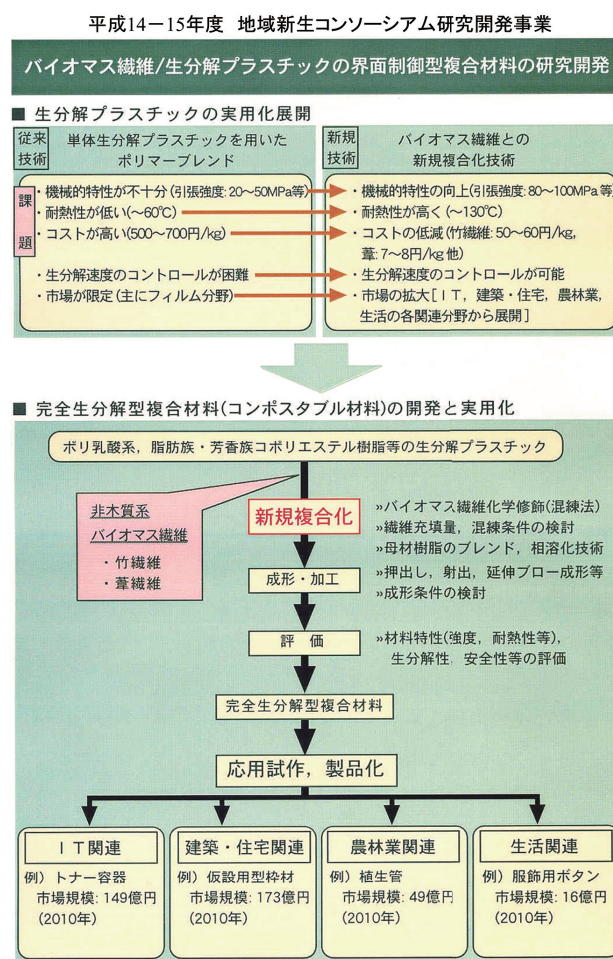 平成14－15年度 地域新生コンソーシアム研究開発事業
バイオマス繊維/生分解プラスチックの界面制御型複合材料の研究開発
■ 生分解プラスチックの実用化展開
従来
技術
単体生分解プラスチックを用いた
ポリマーブレンド
新規
技術
バイオマス繊維との
新規複合化技術
課
題
・機械的特性が不十分(引張強度:20～50MPa等)
・耐熱性が低い(～60℃)
・コストが高い(500～700円/kg)
・生分解速度のコントロールが困難
・市場が限定(主にフィルム分野)
・機械的特性の向上(引張強度:80～100MPa等)
・耐熱性が高く(～130℃)
・コストの低減(竹繊維:50～60円/kg,
葦:7～8円/kg 他)
・生分解速度のコントロールが可能
・市場の拡大[IT, 建築・住宅, 農林業,
生活の各関連分野から展開]
■ 完全生分解型複合材料(コンポスタブル材料)の開発と実用化
ポリ乳酸系, 脂肪族・芳香族コポリエステル樹脂等の生分解プラスチック
非木質系
バイオマス繊維
・竹繊維
・葦繊維
新規複合化
»バイオマス繊維化学修飾(混練法)
»繊維充填量, 混練条件の検討
»母材樹脂のブレンド, 相溶化技術
成形・加工
»押出し, 射出, 延伸ブロー成形等
»成形条件の検討
評 価
»材料特性(強度, 耐熱性等),
生分解性, 安全性等の評価
完全生分解型複合材料
応用試作, 製品化
IT関連
例）トナー容器
市場規模:149億円
(2010年)
建築・住宅関連
例）仮設用型枠材
市場規模:173億円
(2010年)
農林業関連
例）植生管
市場規模:49億円
(2010年)
生活関連
例）服飾用ボタン
市場規模:16億円
(2010年)